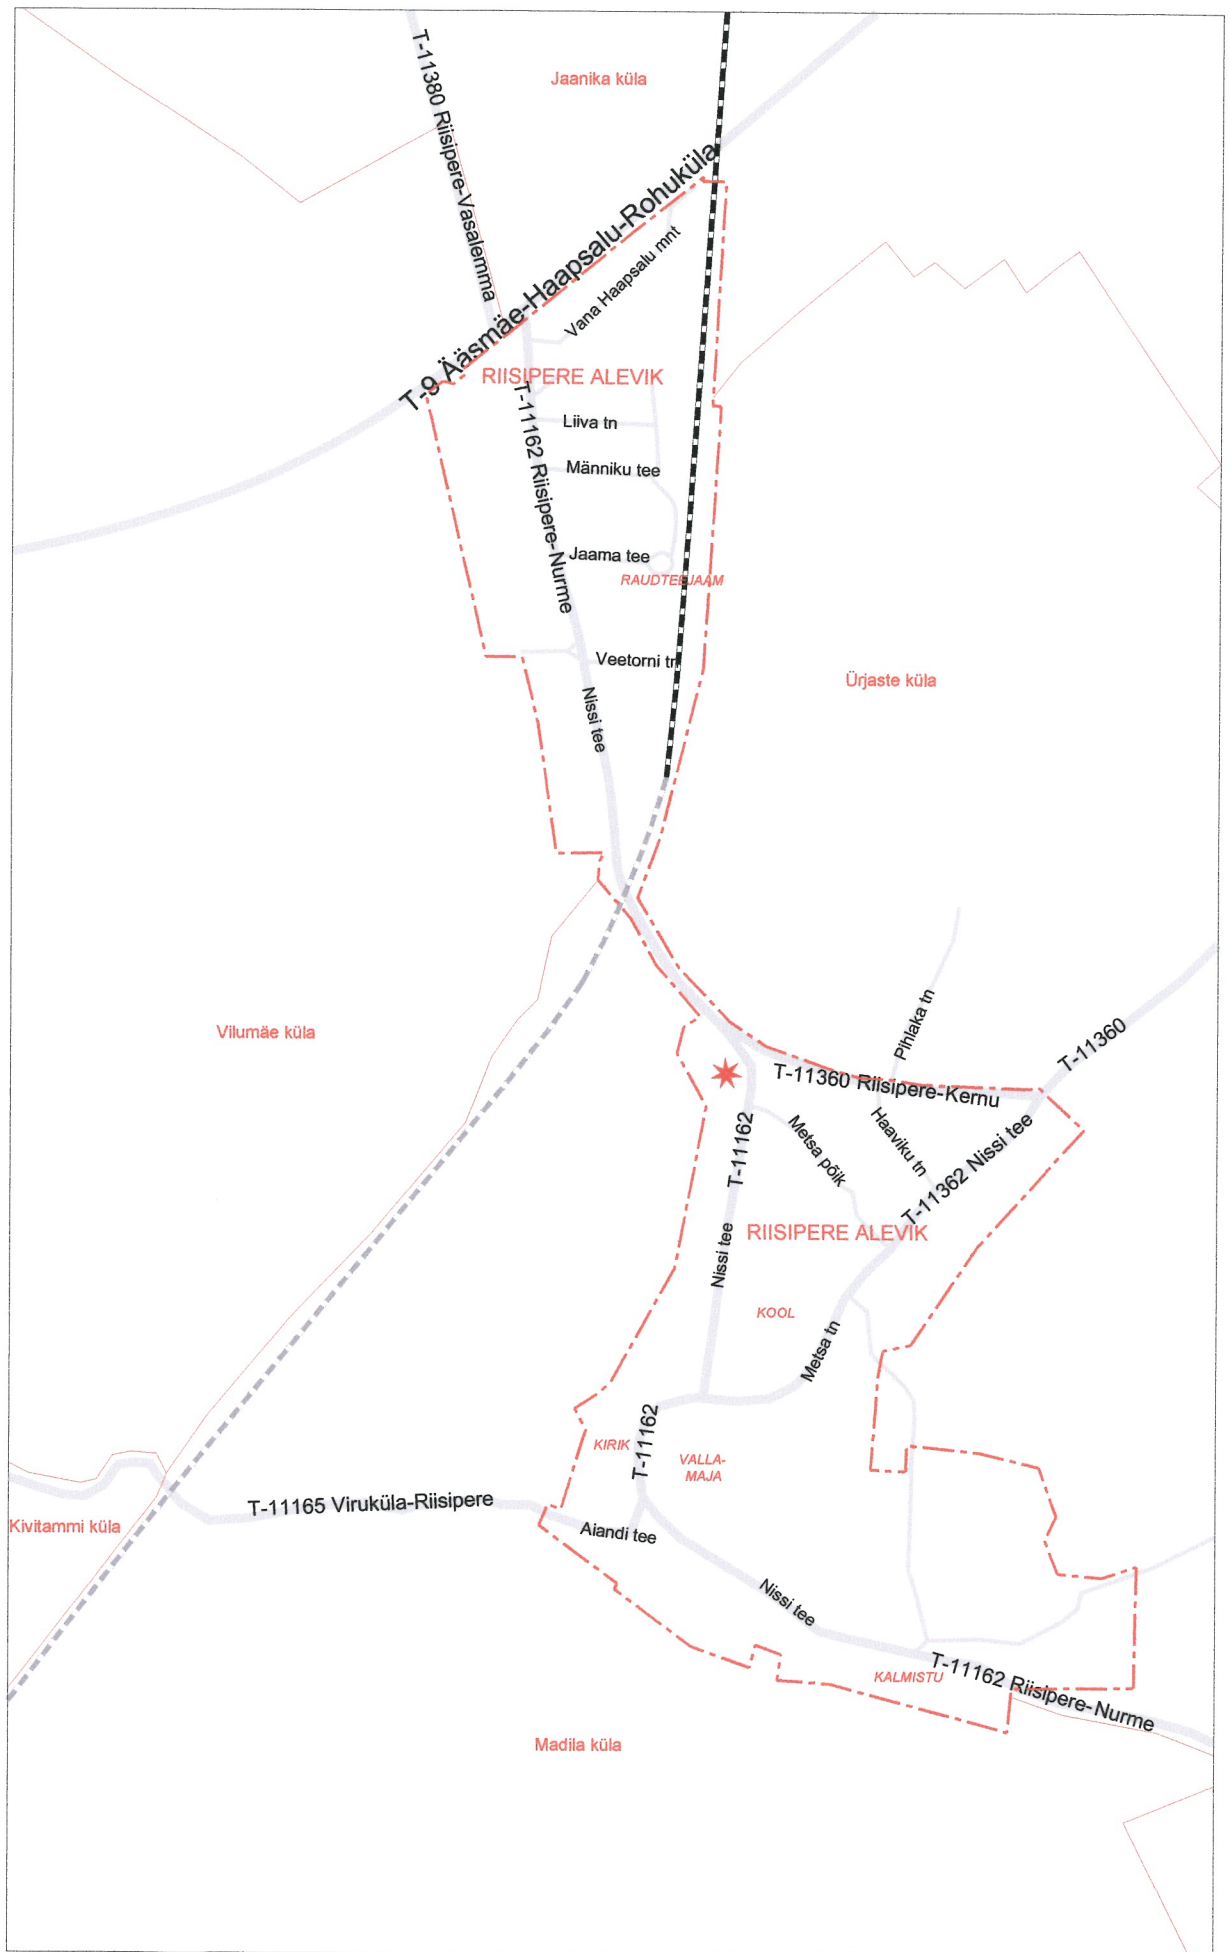 Jaanika küla
T-11380 Riisipere-Vasalemma
T-9 Ääsmäe-Haapsalu-Rohuküla
Vana Haapsalu mnt
RIISIPERE ALEVIK
T-11162 Riisipere-Nurme
Liiva tn
Männiku tee
Jaama tee
RAUDTEEJAAM
Veetorni tn
Ürjaste küla
Nissi tee
Pihlaka tn
Vilumäe küla
T-11360
T-11360 Riisipere-Kernu
T-11162
Metsa põik
Haaviku tn
T-11362 Nissi tee
RIISIPERE ALEVIK
Nissi tee
KOOL
Metsa tn
T-11162
KIRIK
VALLA-
MAJA
T-11165 Viruküla-Riisipere
Kivitammi küla
Aiandi tee
Nissi tee
T-11162 Riisipere-Nurme
KALMISTU
Madila küla